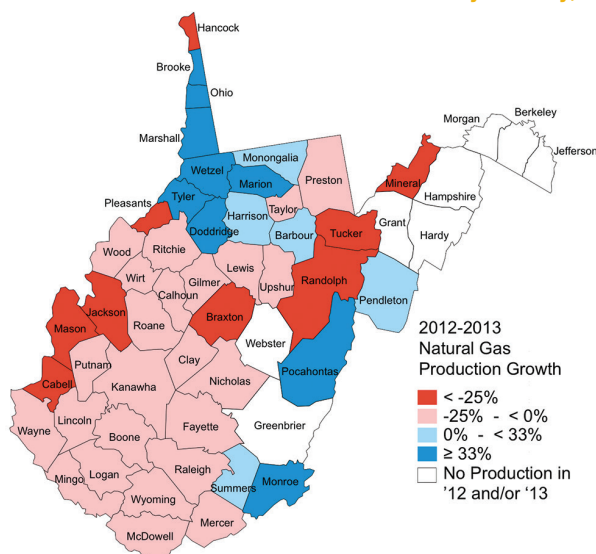 Hancock
Brooke
Ohio
Marshall
Morgan
Berkeley
Jefferson
Wetzel
Monongalia
Marion
Preston
Mineral
Hampshire
Pleasants
Tyler
Doddridge
Harrison
Taylor
Barbour
Tucker
Grant
Hardy
Wood
Ritchie
Wirt
Calhoun
Gilmer
Lewis
Upshur
Randolph
Pendleton
Mason
Jackson
Roane
Braxton
Webster
Pocahontas
Cabell
Putnam
Kanawha
Clay
Nicholas
Greenbrier
Wayne
Lincoln
Boone
Fayette
Mingo
Logan
Raleigh
Summers
Monroe
Wyoming
McDowell
Mercer
2012-2013
Natural Gas
Production Growth
< -25%
-25% - < 0%
0% - < 33%
≥ 33%
No Production in
’12 and/or ‘13